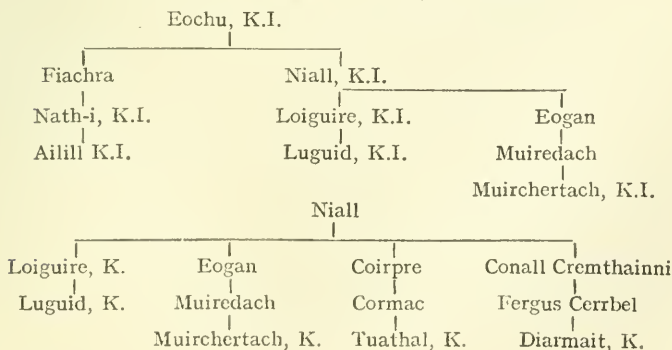 Eochu, K.I.
Fiachra Niall, K.I.
Nath-i, K.I. Loiguire, K.I. Eogan
Ailill K.I. Luguid, K.I. Muiredach
Muirchertach, K.I.
Niall
Loiguire, K. Eogan Coirpre Conall Cremthainni
Luguid, K. Muiredach Cormac Fergus Cerrbel
Muirchertach, K. Tuathal, K. Diarmait, K.